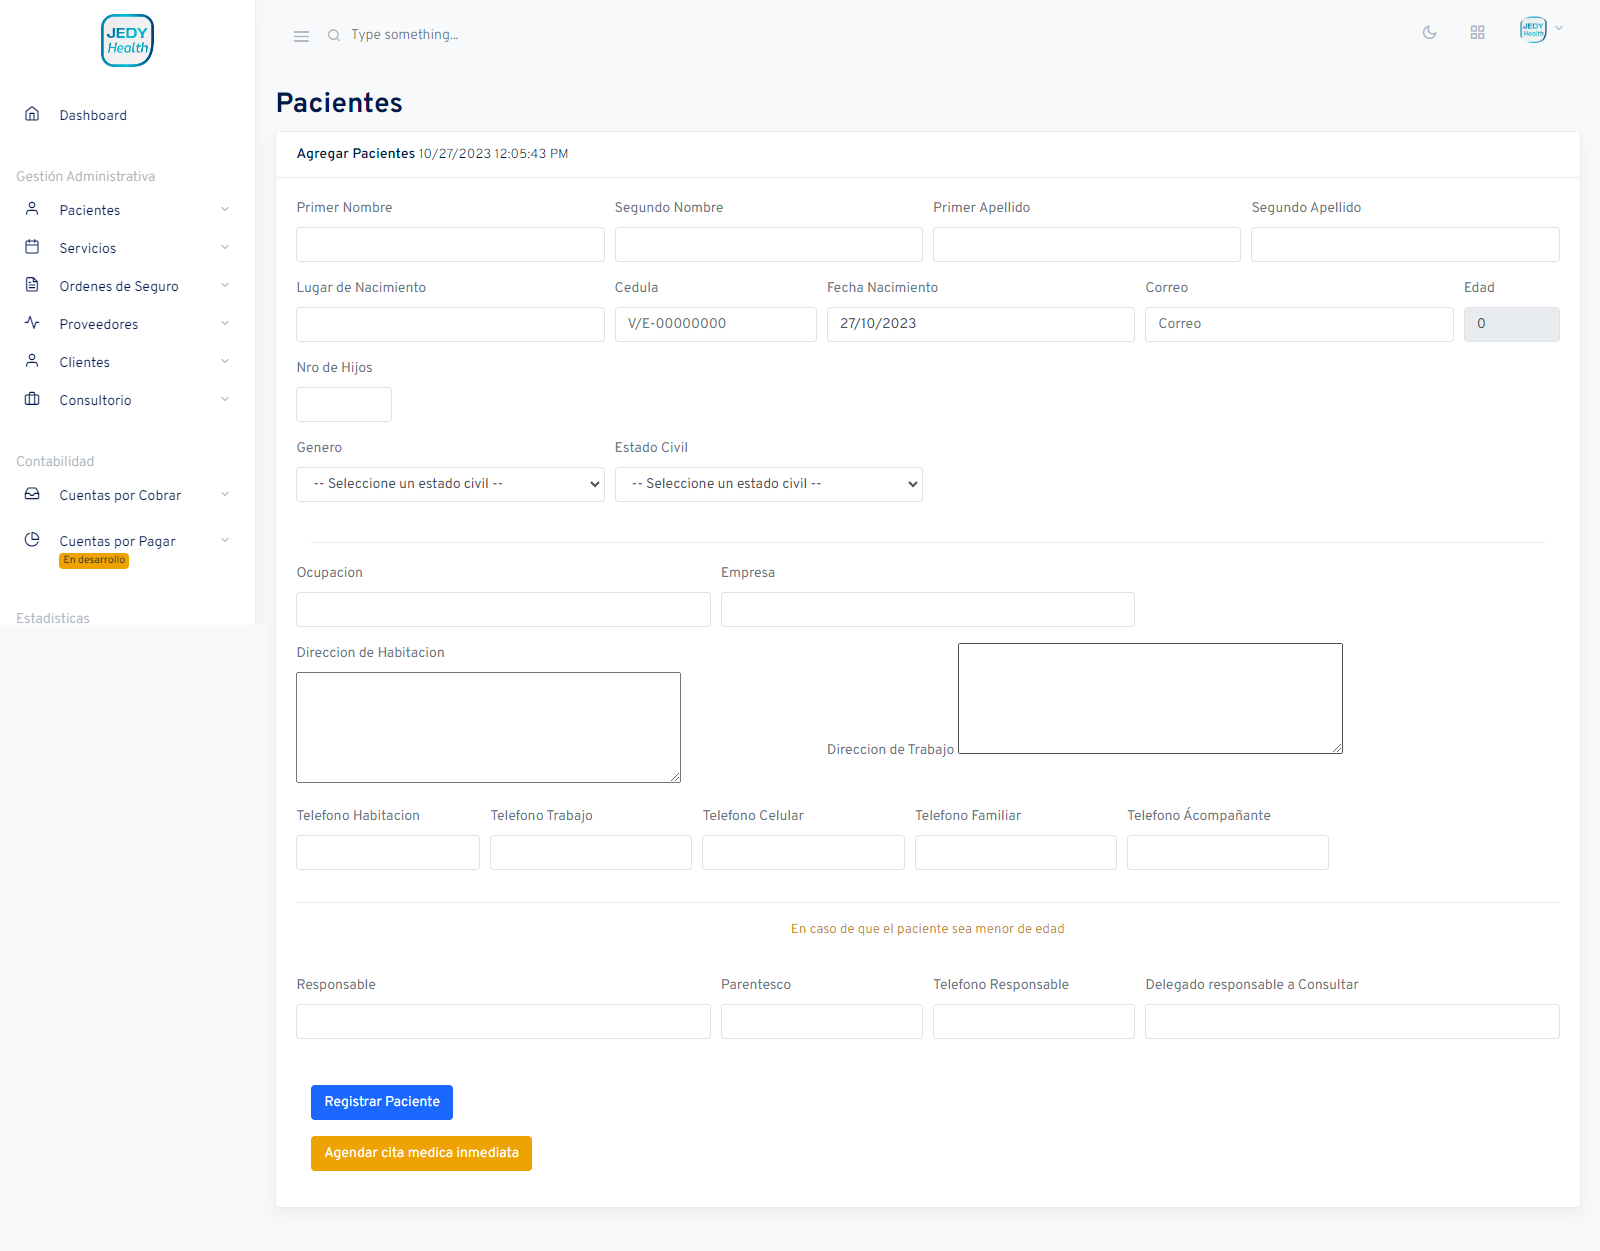 JEDY
Health
Type something...
JEDY
Health
Dashboard
Gestión Administrativa
Pacientes
Servicios
Ordenes de Seguro
Proveedores
Clientes
Consultorio
Contabilidad
Cuentas por Cobrar
Cuentas por Pagar
En desarrollo
Estadisticas
Pacientes
Agregar Pacientes 10/27/2023 12:05:43 PM
Primer Nombre Segundo Nombre Primer Apellido Segundo Apellido
Lugar de Nacimiento Cedula Fecha Nacimiento Correo Edad
V/E-00000000 27/10/2023 Correo 0
Nro de Hijos
Genero Estado Civil
-- Seleccione un estado civil -- -- Seleccione un estado civil --
Ocupacion Empresa
Direccion de Habitacion
Direccion de Trabajo
Telefono Habitacion Telefono Trabajo Telefono Celular Telefono Familiar Telefono Ácompañante
En caso de que el paciente sea menor de edad
Responsable Parentesco Telefono Responsable Delegado responsable a Consultar
Registrar Paciente
Agendar cita medica inmediata